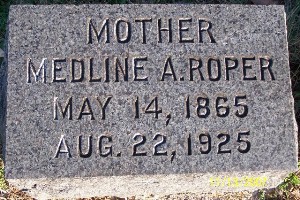 MOTHER
MEDLINE A. ROPER
MAY 14, 1865
AUG. 22, 1925